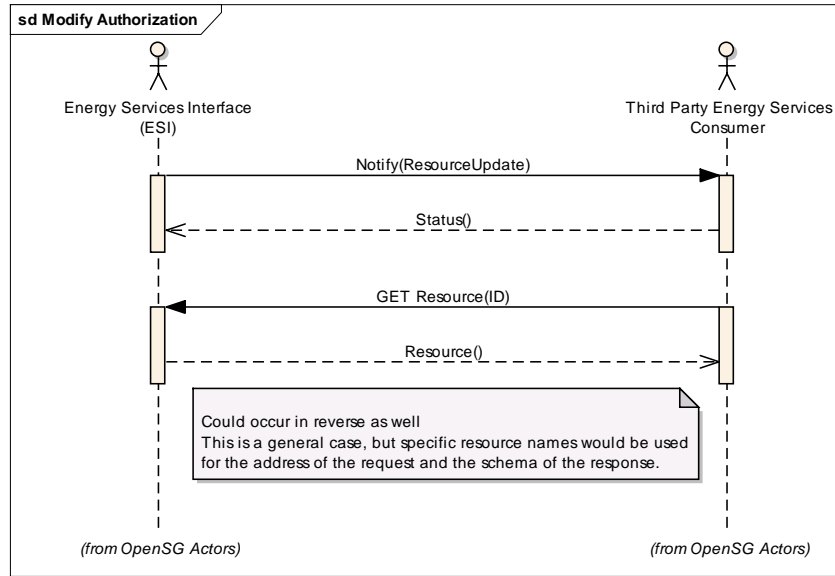 sd Modify Authorization
Energy Services Interface
(ESI)
Third Party Energy Services
Consumer
Notify(ResourceUpdate)
Status()
GET Resource(ID)
Resource()
Could occur in reverse as well
This is a general case, but specific resource names would be used
for the address of the request and the schema of the response.
(from OpenSG Actors)
(from OpenSG Actors)